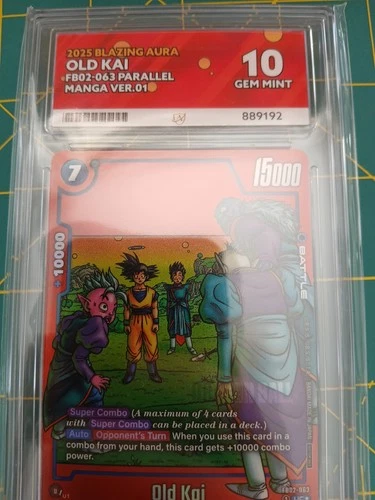 2025 BLAZING AURA
OLD KAI
FB02-063 PARALLEL
MANGA VER.01
10
GEM MINT
889192
7
15000
+10000
BATTLE
Super Combo (A maximum of 4 cards
with Super Combo can be placed in a deck.)
Auto Opponent's Turn When you use this card in a
combo from your hand, this card gets +10000 combo
power.
FB02-063
Old Kai